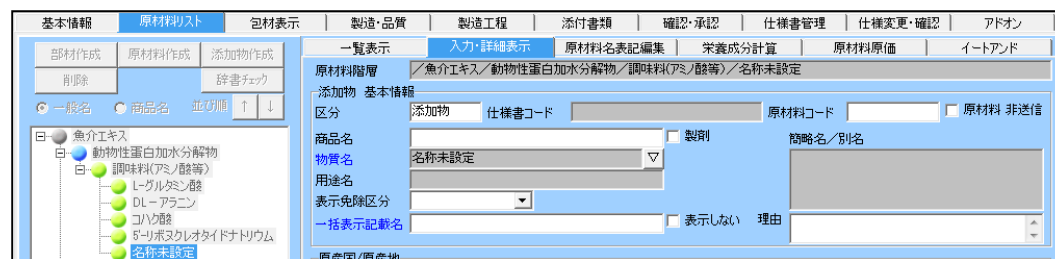 基本情報 原材料リスト 包材表示 製造・品質 製造工程 添付書類 確認・承認 仕様書管理 仕様変更・確認 アドオン
部材作成 原材料作成 添加物作成
削除 辞書チェック
一般名 商品名 並び順 ↑ ↓
魚介エキス
動物性蛋白加水分解物
調味料(アミノ酸等)
L-グルタミン酸
DL-アラニン
コハク酸
5'-リボヌクレオタイドナトリウム
名称未設定
一覧表示 入力・詳細表示 原材料名表記編集 栄養成分計算 原材料原価 イートアンド
原材料階層 /魚介エキス/動物性蛋白加水分解物/調味料(アミノ酸等)/名称未設定
添加物 基本情報
区分 添加物 仕様書コード 原材料コード 原材料 非送信
商品名 製剤 簡略名/別名
物質名 名称未設定 ▽
用途名
表示免除区分
一括表示記載名 表示しない 理由
原産国/原産地